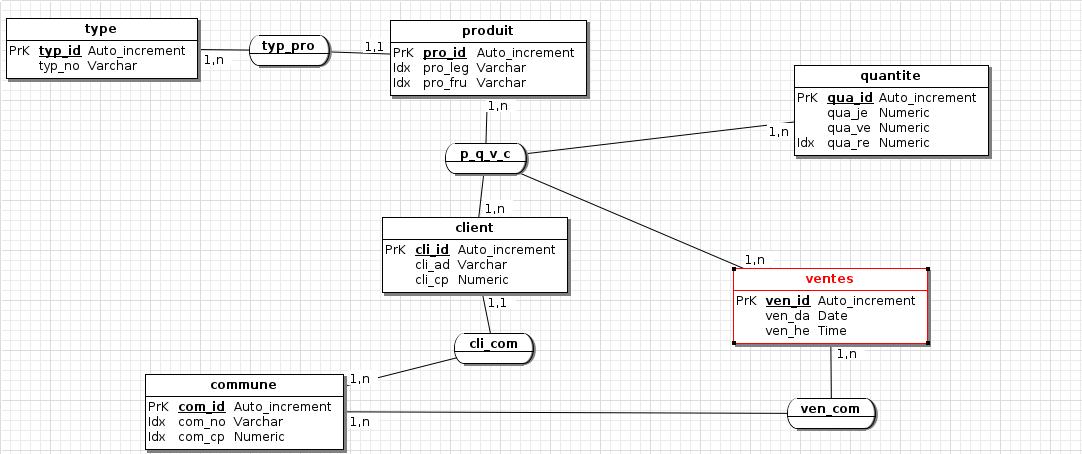 type
PrK typ_id Auto_increment
typ_no Varchar
1,n
typ_pro
1,1
produit
PrK pro_id Auto_increment
Idx pro_leg Varchar
Idx pro_fru Varchar
1,n
quantite
PrK qua_id Auto_increment
qua_je Numeric
qua_ve Numeric
Idx qua_re Numeric
1,n
p_q_v_c
1,n
client
PrK cli_id Auto_increment
cli_ad Varchar
cli_cp Numeric
1,1
1,n
ventes
PrK ven_id Auto_increment
ven_da Date
ven_he Time
1,n
cli_com
1,n
commune
PrK com_id Auto_increment
Idx com_no Varchar
Idx com_cp Numeric
1,n
ven_com